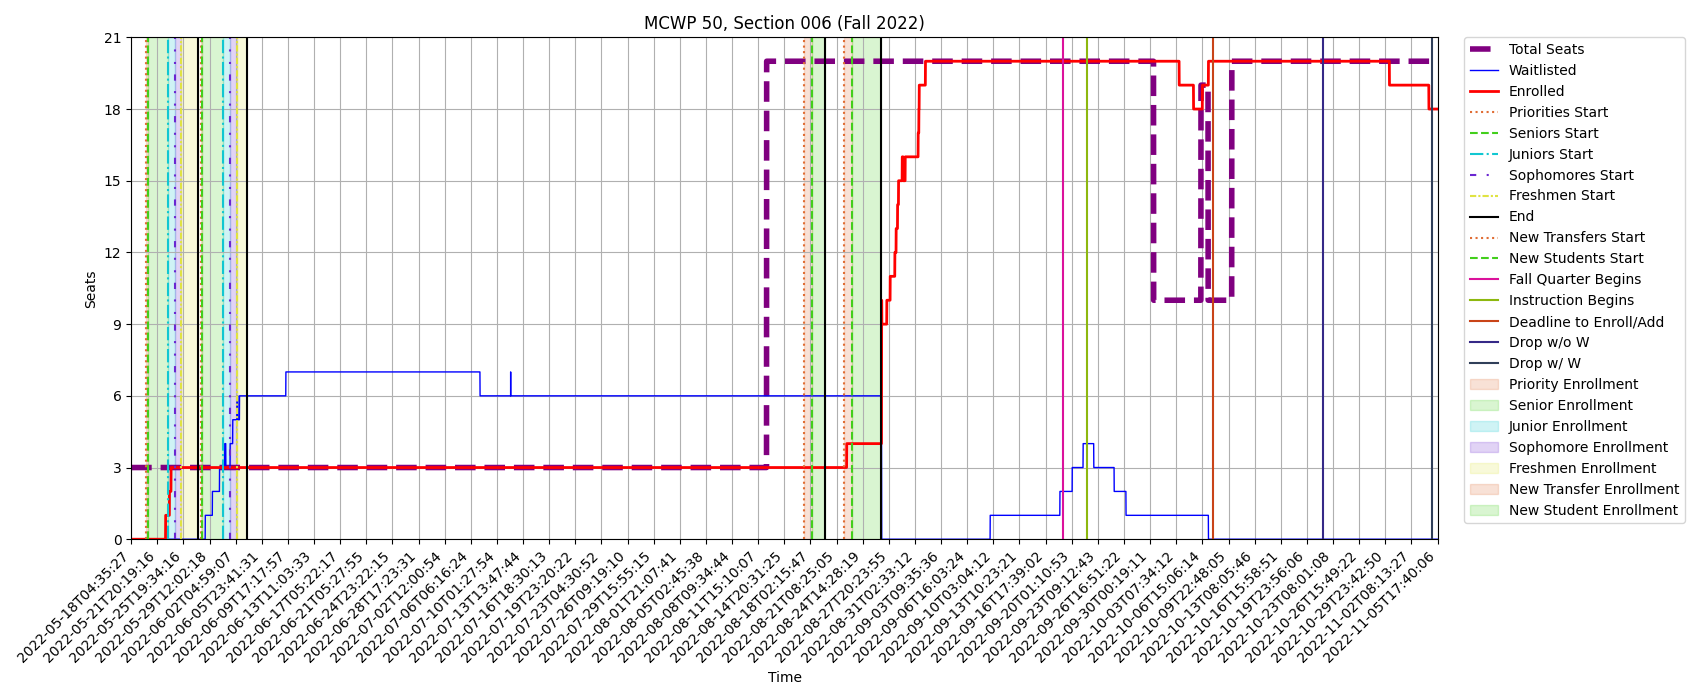 MCWP 50, Section 006 (Fall 2022)
21
18
15
12
9
6
3
0
Seats
2022-05-18T04:35:27
2022-05-21T20:19:16
2022-05-25T19:34:16
2022-05-29T12:02:18
2022-06-02T04:59:07
2022-06-05T23:41:31
2022-06-09T17:17:57
2022-06-13T11:03:33
2022-06-17T05:22:17
2022-06-21T05:27:55
2022-06-24T23:22:15
2022-06-28T17:23:31
2022-07-02T12:00:54
2022-07-06T06:16:24
2022-07-10T01:27:54
2022-07-13T13:47:44
2022-07-16T18:30:13
2022-07-19T23:20:22
2022-07-23T04:30:52
2022-07-26T09:19:10
2022-07-29T15:55:15
2022-08-01T21:07:41
2022-08-05T02:45:38
2022-08-08T09:34:44
2022-08-11T15:10:07
2022-08-14T20:31:25
2022-08-18T02:15:47
2022-08-21T08:25:05
2022-08-24T14:28:19
2022-08-27T20:23:55
2022-08-31T02:33:12
2022-09-03T09:35:36
2022-09-06T16:03:24
2022-09-10T03:04:12
2022-09-13T10:23:21
2022-09-16T17:39:02
2022-09-20T01:10:53
2022-09-23T09:12:43
2022-09-26T16:51:22
2022-09-30T00:19:11
2022-10-03T07:34:12
2022-10-06T15:06:14
2022-10-09T22:48:05
2022-10-13T08:05:46
2022-10-16T15:58:51
2022-10-19T23:56:06
2022-10-23T08:01:08
2022-10-26T15:49:22
2022-10-29T23:42:50
2022-11-02T08:13:27
2022-11-05T17:40:06
Time
Total Seats
Waitlisted
Enrolled
Priorities Start
Seniors Start
Juniors Start
Sophomores Start
Freshmen Start
End
New Transfers Start
New Students Start
Fall Quarter Begins
Instruction Begins
Deadline to Enroll/Add
Drop w/o W
Drop w/ W
Priority Enrollment
Senior Enrollment
Junior Enrollment
Sophomore Enrollment
Freshmen Enrollment
New Transfer Enrollment
New Student Enrollment